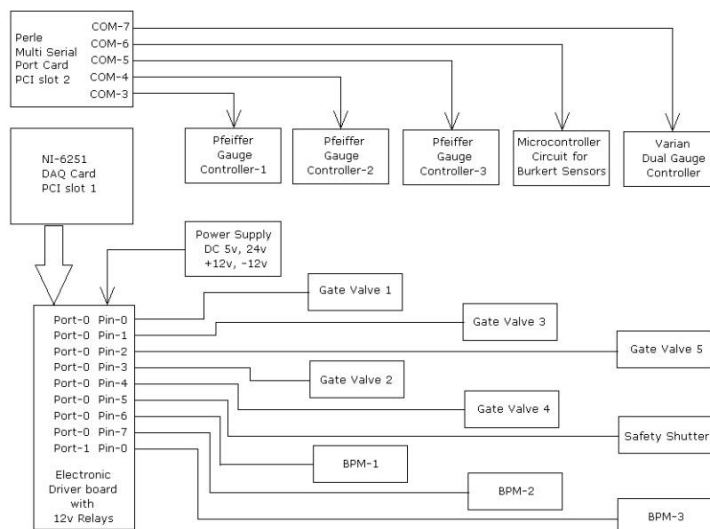 Perle
Multi Serial
Port Card
PCI slot 2
COM-7
COM-6
COM-5
COM-4
COM-3
NI-6251
DAQ Card
PCI slot 1
Pfeiffer
Gauge
Controller-1
Pfeiffer
Gauge
Controller-2
Pfeiffer
Gauge
Controller-3
Microcontroller
Circuit for
Burkert Sensors
Varian
Dual Gauge
Controller
Power Supply
DC 5v, 24v
+12v, -12v
Port-0 Pin-0
Port-0 Pin-1
Port-0 Pin-2
Port-0 Pin-3
Port-0 Pin-4
Port-0 Pin-5
Port-0 Pin-6
Port-0 Pin-7
Port-1 Pin-0
Electronic
Driver board
with
12v Relays
Gate Valve 1
Gate Valve 3
Gate Valve 5
Gate Valve 2
Gate Valve 4
Safety Shutter
BPM-1
BPM-2
BPM-3